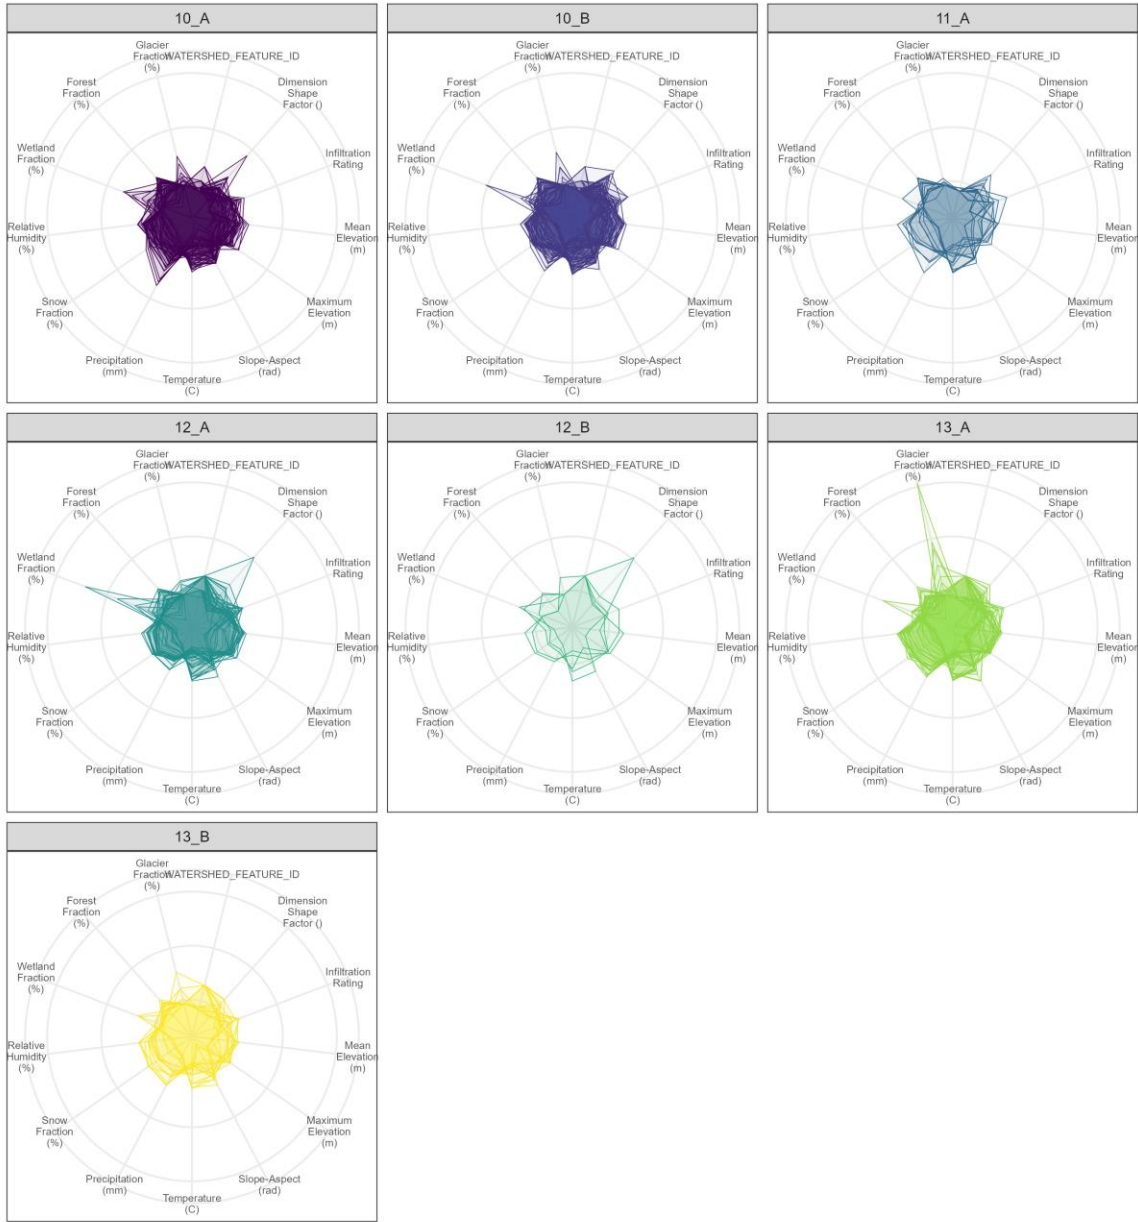 10_A
Glacier
Fraction
(%)
WATERSHED_FEATURE_ID
Dimension
Shape
Factor ()
Infiltration
Rating
Mean
Elevation
(m)
Maximum
Elevation
(m)
Slope-Aspect
(rad)
Temperature
(C)
Precipitation
(mm)
Snow
Fraction
(%)
Relative
Humidity
(%)
Wetland
Fraction
(%)
Forest
Fraction
(%)
10_B
Glacier
Fraction
(%)
WATERSHED_FEATURE_ID
Dimension
Shape
Factor ()
Infiltration
Rating
Mean
Elevation
(m)
Maximum
Elevation
(m)
Slope-Aspect
(rad)
Temperature
(C)
Precipitation
(mm)
Snow
Fraction
(%)
Relative
Humidity
(%)
Wetland
Fraction
(%)
Forest
Fraction
(%)
11_A
Glacier
Fraction
(%)
WATERSHED_FEATURE_ID
Dimension
Shape
Factor ()
Infiltration
Rating
Mean
Elevation
(m)
Maximum
Elevation
(m)
Slope-Aspect
(rad)
Temperature
(C)
Precipitation
(mm)
Snow
Fraction
(%)
Relative
Humidity
(%)
Wetland
Fraction
(%)
Forest
Fraction
(%)
12_A
Glacier
Fraction
(%)
WATERSHED_FEATURE_ID
Dimension
Shape
Factor ()
Infiltration
Rating
Mean
Elevation
(m)
Maximum
Elevation
(m)
Slope-Aspect
(rad)
Temperature
(C)
Precipitation
(mm)
Snow
Fraction
(%)
Relative
Humidity
(%)
Wetland
Fraction
(%)
Forest
Fraction
(%)
12_B
Glacier
Fraction
(%)
WATERSHED_FEATURE_ID
Dimension
Shape
Factor ()
Infiltration
Rating
Mean
Elevation
(m)
Maximum
Elevation
(m)
Slope-Aspect
(rad)
Temperature
(C)
Precipitation
(mm)
Snow
Fraction
(%)
Relative
Humidity
(%)
Wetland
Fraction
(%)
Forest
Fraction
(%)
13_A
Glacier
Fraction
(%)
WATERSHED_FEATURE_ID
Dimension
Shape
Factor ()
Infiltration
Rating
Mean
Elevation
(m)
Maximum
Elevation
(m)
Slope-Aspect
(rad)
Temperature
(C)
Precipitation
(mm)
Snow
Fraction
(%)
Relative
Humidity
(%)
Wetland
Fraction
(%)
Forest
Fraction
(%)
13_B
Glacier
Fraction
(%)
WATERSHED_FEATURE_ID
Dimension
Shape
Factor ()
Infiltration
Rating
Mean
Elevation
(m)
Maximum
Elevation
(m)
Slope-Aspect
(rad)
Temperature
(C)
Precipitation
(mm)
Snow
Fraction
(%)
Relative
Humidity
(%)
Wetland
Fraction
(%)
Forest
Fraction
(%)